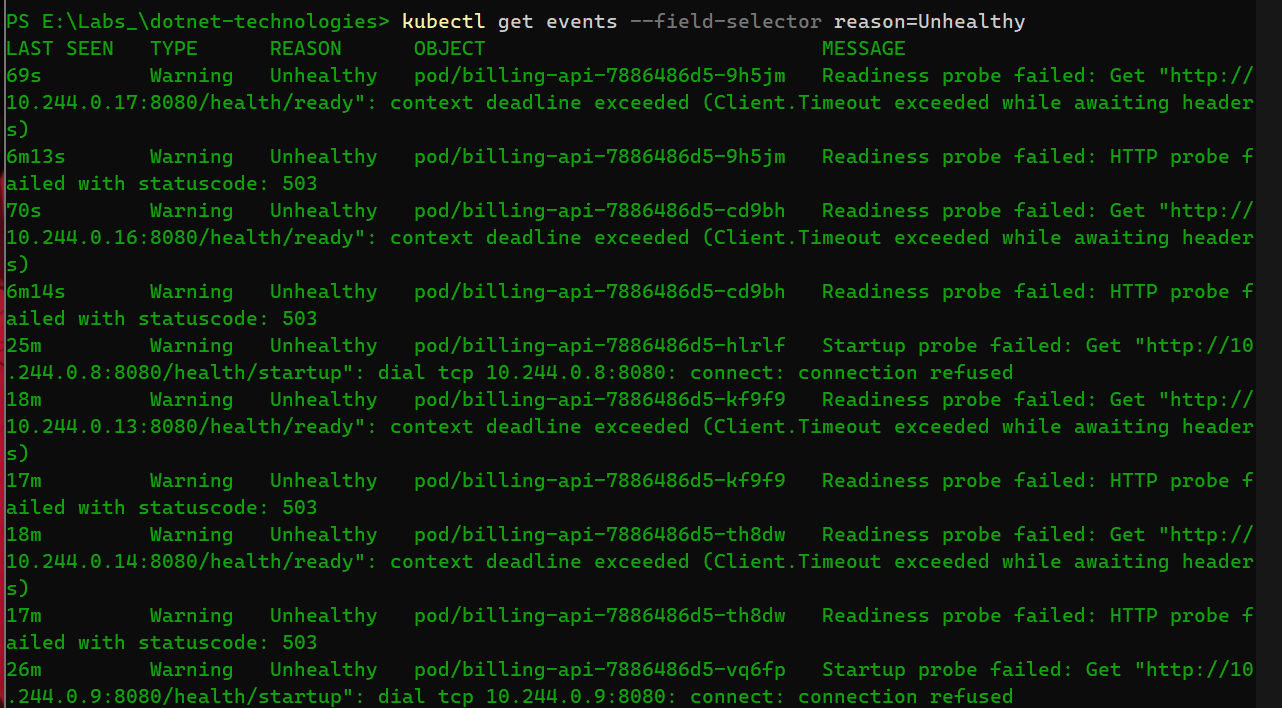 PS E:\Labs_\dotnet-technologies> kubectl get events --field-selector reason=Unhealthy
LAST SEEN   TYPE      REASON      OBJECT                            MESSAGE
69s         Warning   Unhealthy   pod/billing-api-7886486d5-9h5jm   Readiness probe failed: Get "http://
10.244.0.17:8080/health/ready": context deadline exceeded (Client.Timeout exceeded while awaiting header
s)
6m13s       Warning   Unhealthy   pod/billing-api-7886486d5-9h5jm   Readiness probe failed: HTTP probe f
ailed with statuscode: 503
70s         Warning   Unhealthy   pod/billing-api-7886486d5-cd9bh   Readiness probe failed: Get "http://
10.244.0.16:8080/health/ready": context deadline exceeded (Client.Timeout exceeded while awaiting header
s)
6m14s       Warning   Unhealthy   pod/billing-api-7886486d5-cd9bh   Readiness probe failed: HTTP probe f
ailed with statuscode: 503
25m         Warning   Unhealthy   pod/billing-api-7886486d5-hlrlf   Startup probe failed: Get "http://10
.244.0.8:8080/health/startup": dial tcp 10.244.0.8:8080: connect: connection refused
18m         Warning   Unhealthy   pod/billing-api-7886486d5-kf9f9   Readiness probe failed: Get "http://
10.244.0.13:8080/health/ready": context deadline exceeded (Client.Timeout exceeded while awaiting header
s)
17m         Warning   Unhealthy   pod/billing-api-7886486d5-kf9f9   Readiness probe failed: HTTP probe f
ailed with statuscode: 503
18m         Warning   Unhealthy   pod/billing-api-7886486d5-th8dw   Readiness probe failed: Get "http://
10.244.0.14:8080/health/ready": context deadline exceeded (Client.Timeout exceeded while awaiting header
s)
17m         Warning   Unhealthy   pod/billing-api-7886486d5-th8dw   Readiness probe failed: HTTP probe f
ailed with statuscode: 503
26m         Warning   Unhealthy   pod/billing-api-7886486d5-vq6fp   Startup probe failed: Get "http://10
.244.0.9:8080/health/startup": dial tcp 10.244.0.9:8080: connect: connection refused